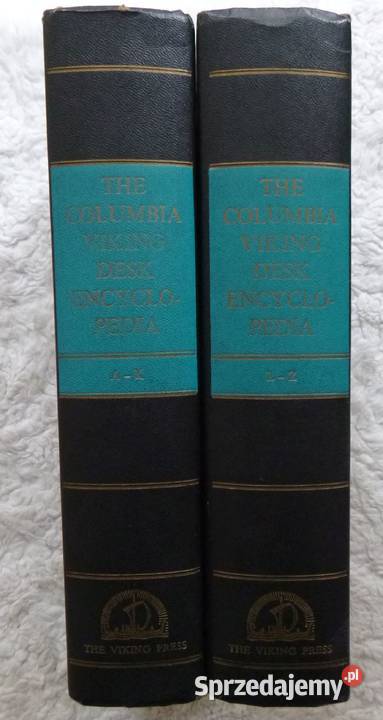 THE
COLUMBIA
VIKING
DESK
ENCYCLO-
PEDIA
A-K
THE VIKING PRESS
THE
COLUMBIA
VIKING
DESK
ENCYCLO-
PEDIA
L-Z
THE VIKING PRESS
Sprzedajemy.pl